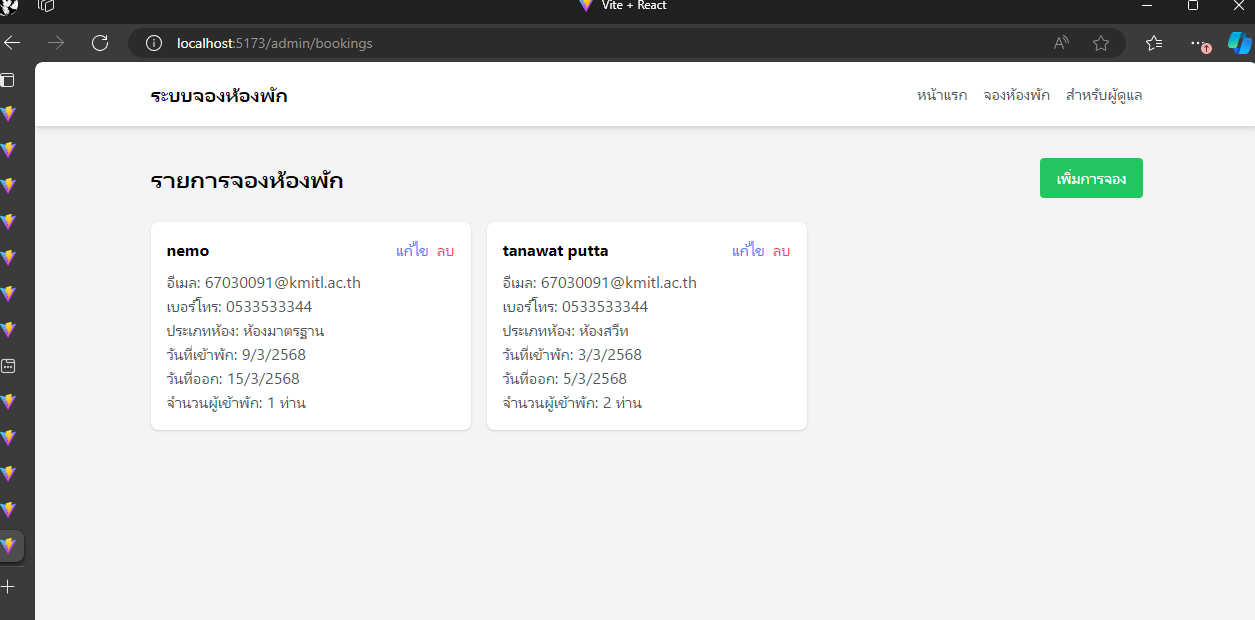 Vite + React
localhost:5173/admin/bookings
ระบบจองห้องพัก
หน้าแรก จองห้องพัก สำหรับผู้ดูแล
รายการจองห้องพัก
เพิ่มการจอง
nemo แก้ไข ลบ
อีเมล: 67030091@kmitl.ac.th
เบอร์โทร: 0533533344
ประเภทห้อง: ห้องมาตรฐาน
วันที่เข้าพัก: 9/3/2568
วันที่ออก: 15/3/2568
จำนวนผู้เข้าพัก: 1 ท่าน
tanawat putta แก้ไข ลบ
อีเมล: 67030091@kmitl.ac.th
เบอร์โทร: 0533533344
ประเภทห้อง: ห้องสวีท
วันที่เข้าพัก: 3/3/2568
วันที่ออก: 5/3/2568
จำนวนผู้เข้าพัก: 2 ท่าน